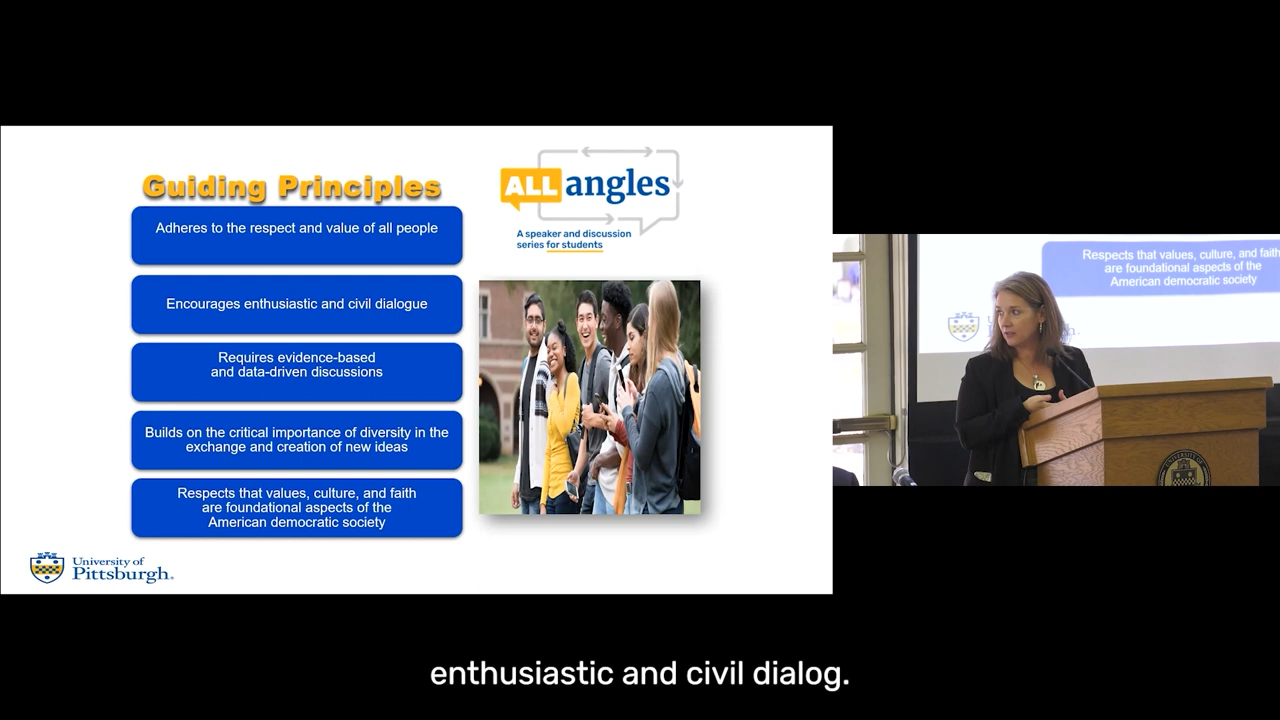 Guiding Principles
Adheres to the respect and value of all people
Encourages enthusiastic and civil dialogue
Requires evidence-based
and data-driven discussions
Builds on the critical importance of diversity in the
exchange and creation of new ideas
Respects that values, culture, and faith
are foundational aspects of the
American democratic society
University of
Pittsburgh®
ALL angles
A speaker and discussion
series for students
Respects that values, culture, and faith
are foundational aspects of the
American democratic society
enthusiastic and civil dialog.